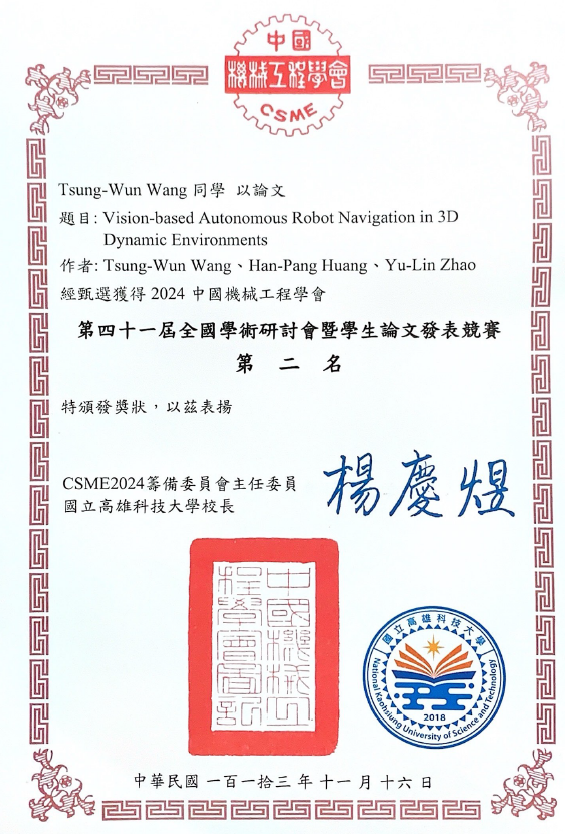 中國
機械工程學會
CSME
Tsung-Wun Wang 同學 以論文
題目: Vision-based Autonomous Robot Navigation in 3D
Dynamic Environments
作者: Tsung-Wun Wang、Han-Pang Huang、Yu-Lin Zhao
經甄選獲得 2024 中國機械工程學會
第四十一屆全國學術研討會暨學生論文發表競賽
第 二 名
特頒發獎狀，以茲表揚
CSME2024籌備委員會主任委員
國立高雄科技大學校長
楊慶煜
中國機械工程學會圖記
國立高雄科技大學
National Kaohsiung University of Science and Technology
2018
中華民國 一百一拾三 年 十一 月 十六 日